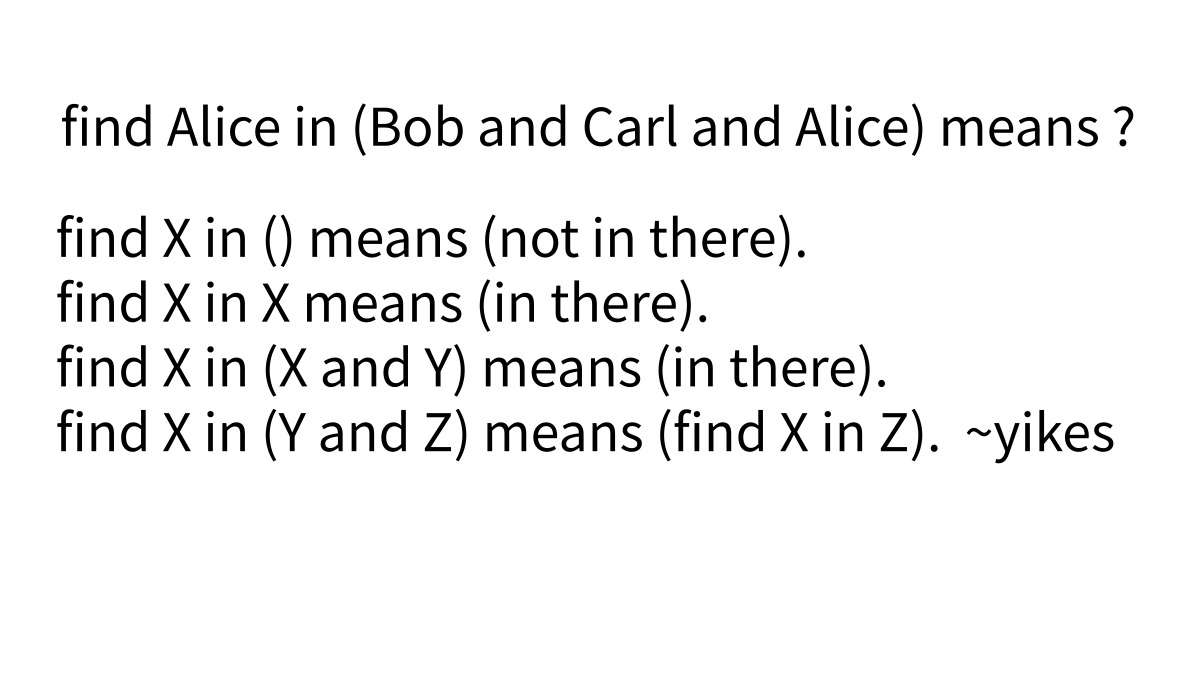 find Alice in (Bob and Carl and Alice) means ?
find X in () means (not in there).
find X in X means (in there).
find X in (X and Y) means (in there).
find X in (Y and Z) means (find X in Z).  ~yikes